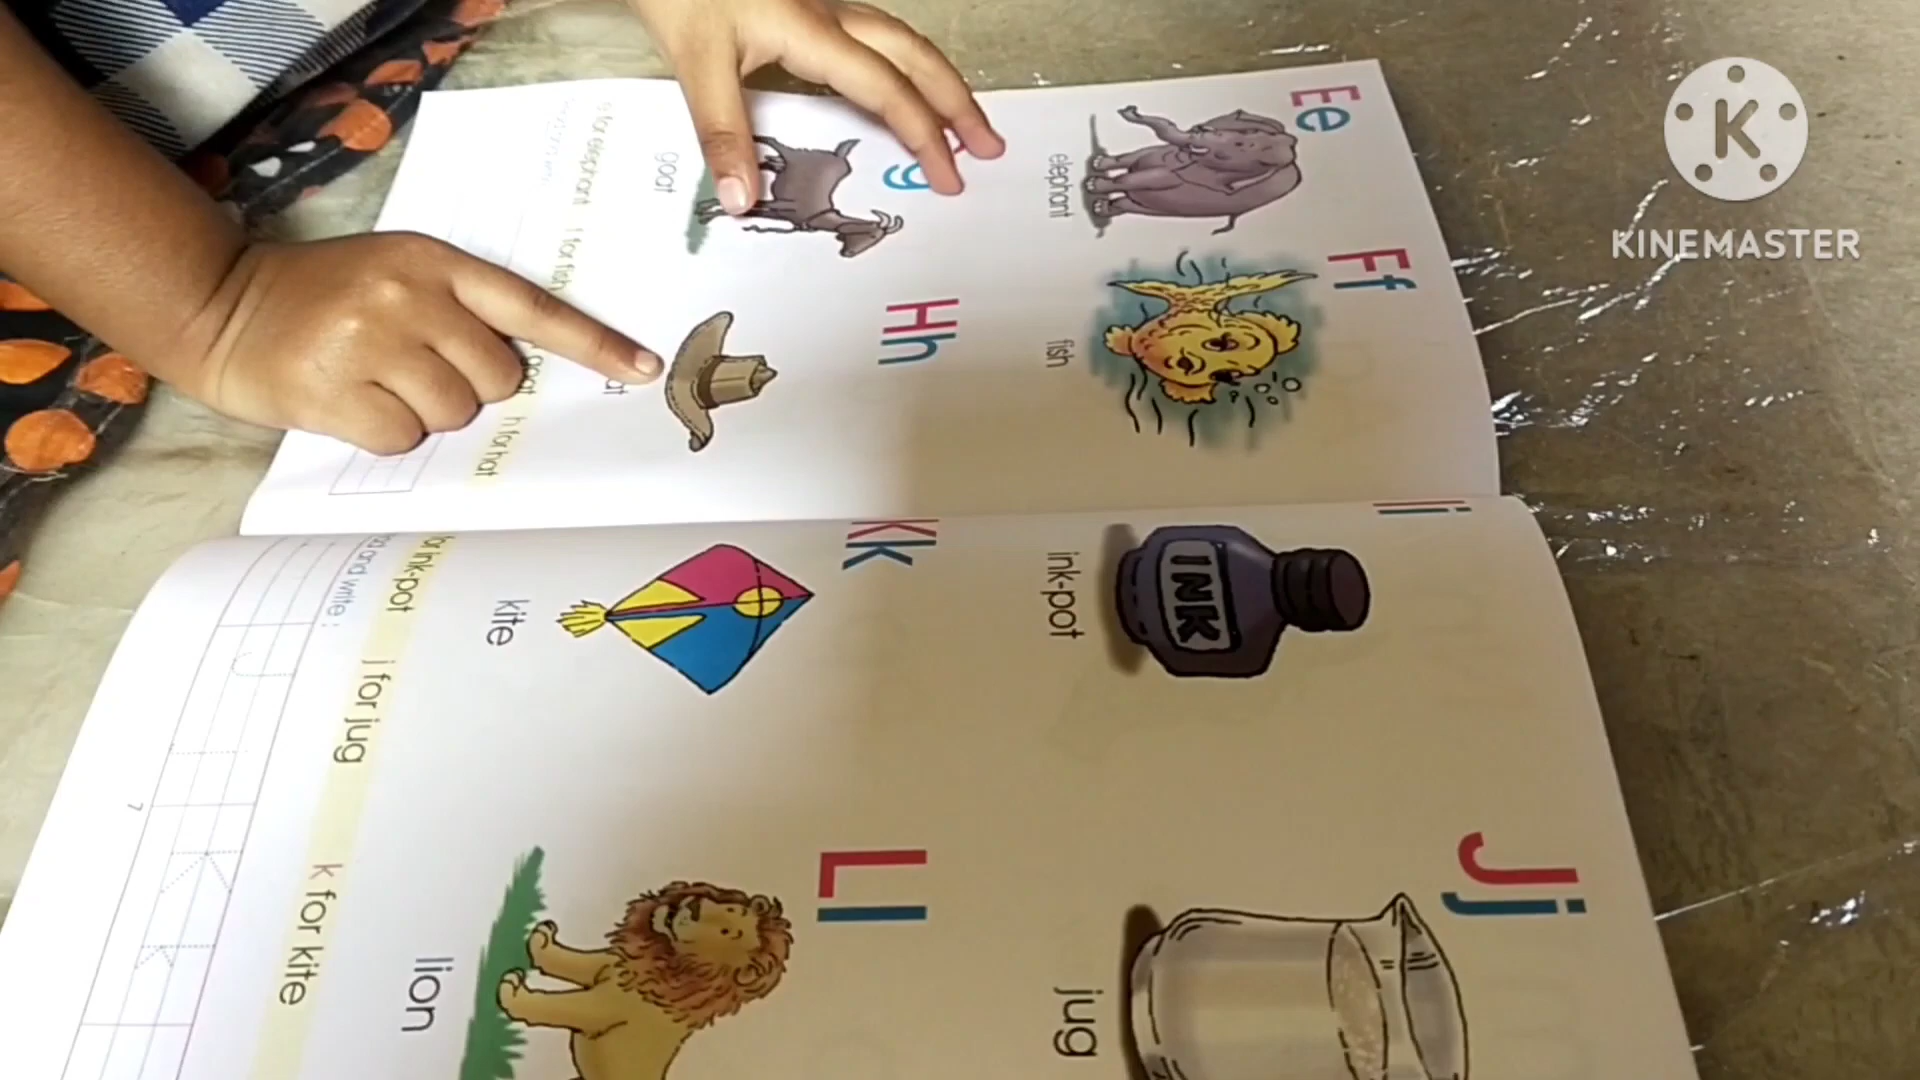 Ee
Ff
elephant
fish
g
Hh
goat
for elephant f for fish goat h for hat
Ii
Jj
INK
ink-pot
jug
Kk
Ll
kite
lion
for ink-pot j for jug k for kite
and write :
J
K
k
7
K
KINEMASTER